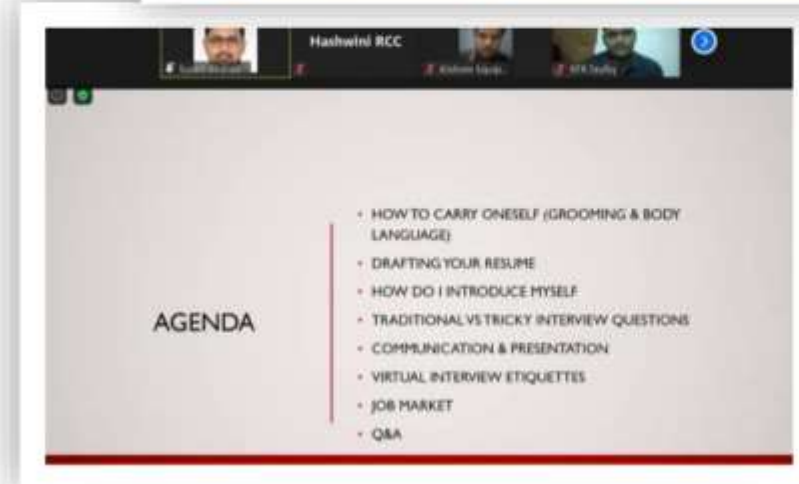 Hashwini RCC
HOW TO CARRY ONESELF (GROOMING & BODY
LANGUAGE)
DRAFTING YOUR RESUME
HOW DO I INTRODUCE MYSELF
AGENDA
TRADITIONAL VS TRICKY INTERVIEW QUESTIONS
COMMUNICATION & PRESENTATION
VIRTUAL INTERVIEW ETIQUETTES
JOB MARKET
Q&A